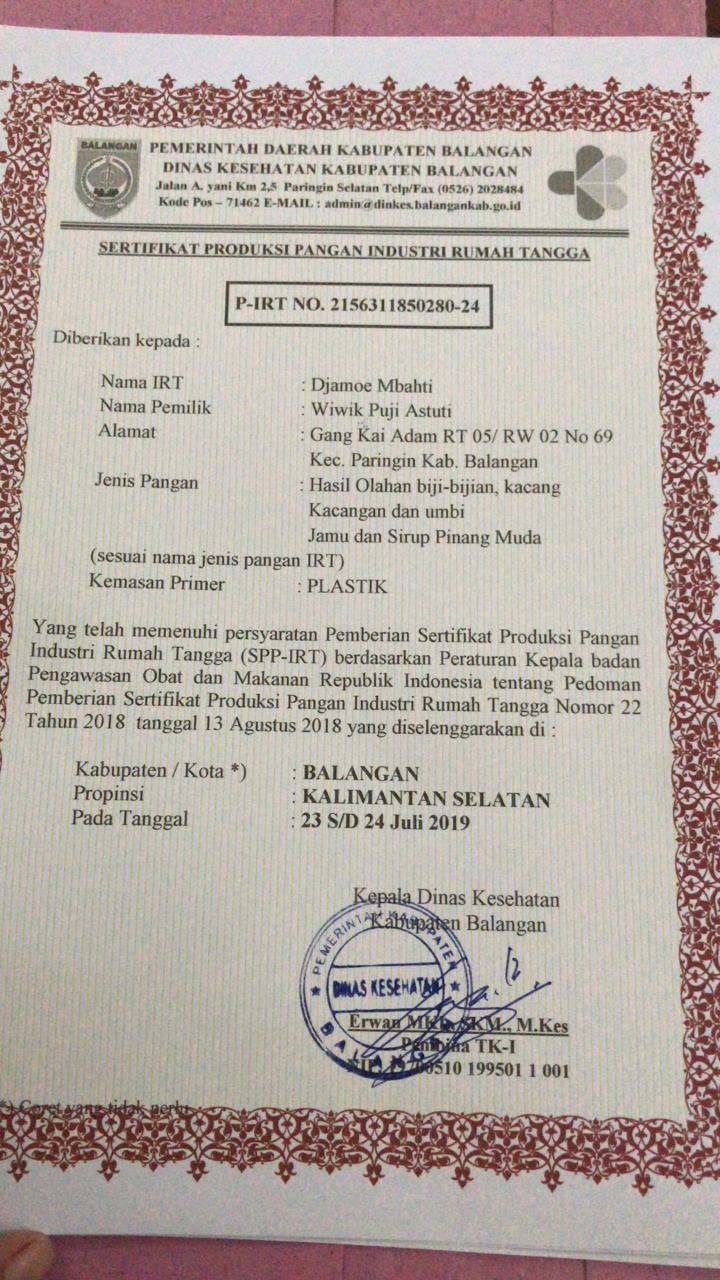 BALANGAN
PEMERINTAH DAERAH KABUPATEN BALANGAN
DINAS KESEHATAN KABUPATEN BALANGAN
Jalan A. yani Km 2,5 Paringin Selatan Telp/Fax (0526) 2028484
Kode Pos – 71462 E-MAIL : admin@dinkes.balangankab.go.id
SERTIFIKAT PRODUKSI PANGAN INDUSTRI RUMAH TANGGA
P-IRT NO. 2156311850280-24
Diberikan kepada :
Nama IRT : Djamoe Mbahti
Nama Pemilik : Wiwik Puji Astuti
Alamat : Gang Kai Adam RT 05/ RW 02 No 69
Kec. Paringin Kab. Balangan
Jenis Pangan : Hasil Olahan biji-bijian, kacang
Kacangan dan umbi
Jamu dan Sirup Pinang Muda
(sesuai nama jenis pangan IRT)
Kemasan Primer : PLASTIK
Yang telah memenuhi persyaratan Pemberian Sertifikat Produksi Pangan
Industri Rumah Tangga (SPP-IRT) berdasarkan Peraturan Kepala badan
Pengawasan Obat dan Makanan Republik Indonesia tentang Pedoman
Pemberian Sertifikat Produksi Pangan Industri Rumah Tangga Nomor 22
Tahun 2018 tanggal 13 Agustus 2018 yang diselenggarakan di :
Kabupaten / Kota *) : BALANGAN
Propinsi : KALIMANTAN SELATAN
Pada Tanggal : 23 S/D 24 Juli 2019
Kepala Dinas Kesehatan
Kabupaten Balangan
PEMERINTAH KABUPATEN
DINAS KESEHATAN
BALANGAN
Erwan SKM., M.Kes
Pembina TK-I
NIP. 19700510 199501 1 001
*) Coret yang tidak perlu